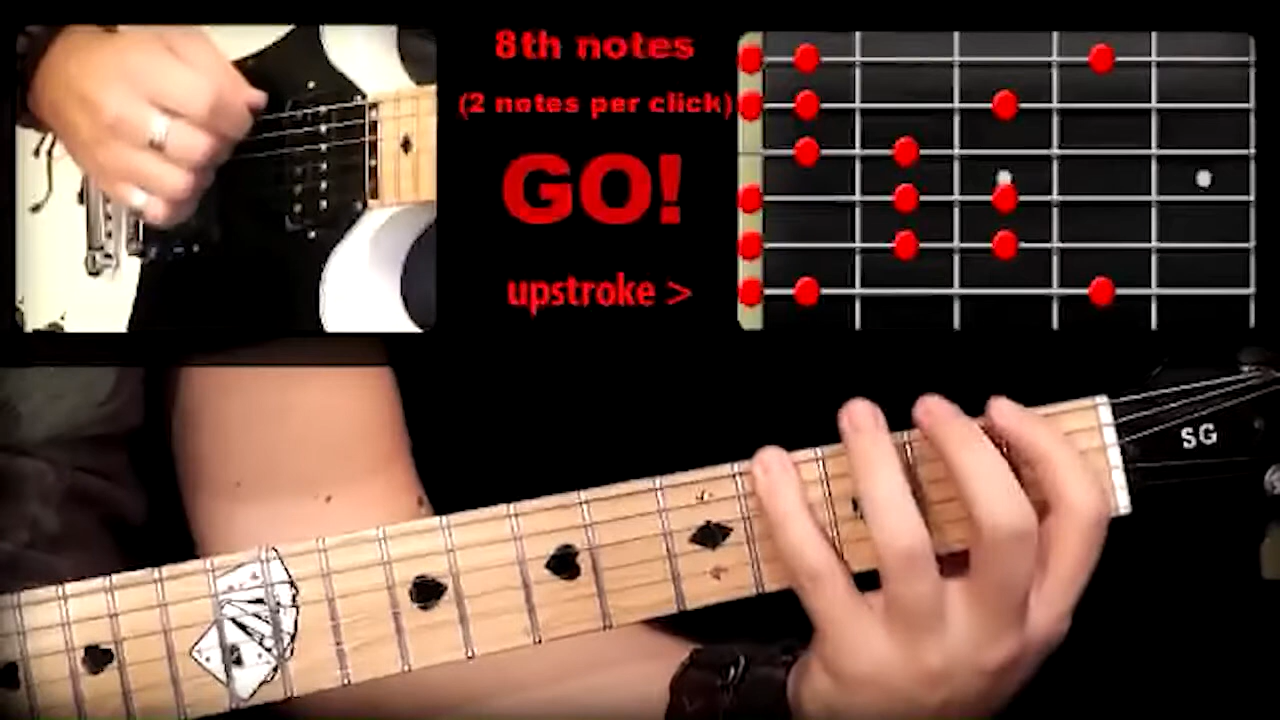 8th notes
(2 notes per click)
GO!
upstroke >
SG